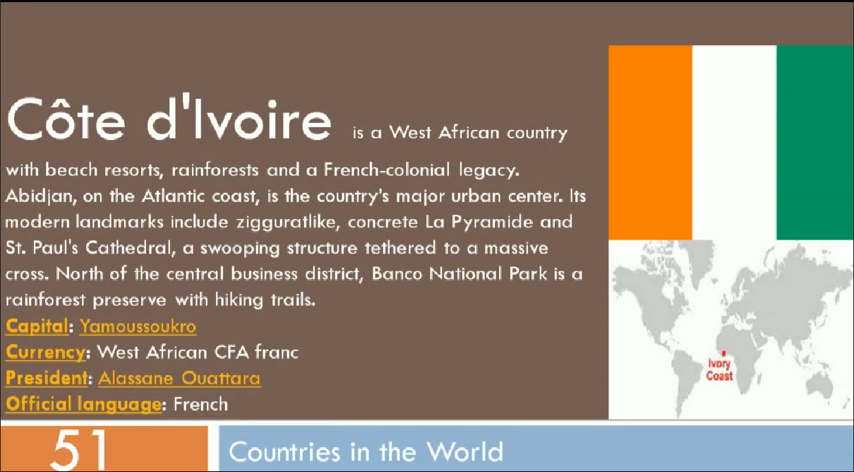 Côte d'Ivoire is a West African country
with beach resorts, rainforests and a French-colonial legacy.
Abidjan, on the Atlantic coast, is the country's major urban center. Its
modern landmarks include zigguratlike, concrete La Pyramide and
St. Paul's Cathedral, a swooping structure tethered to a massive
cross. North of the central business district, Banco National Park is a
rainforest preserve with hiking trails.
Capital: Yamoussoukro
Currency: West African CFA franc
President: Alassane Ouattara
Official language: French
Ivory
Coast
51
Countries in the World